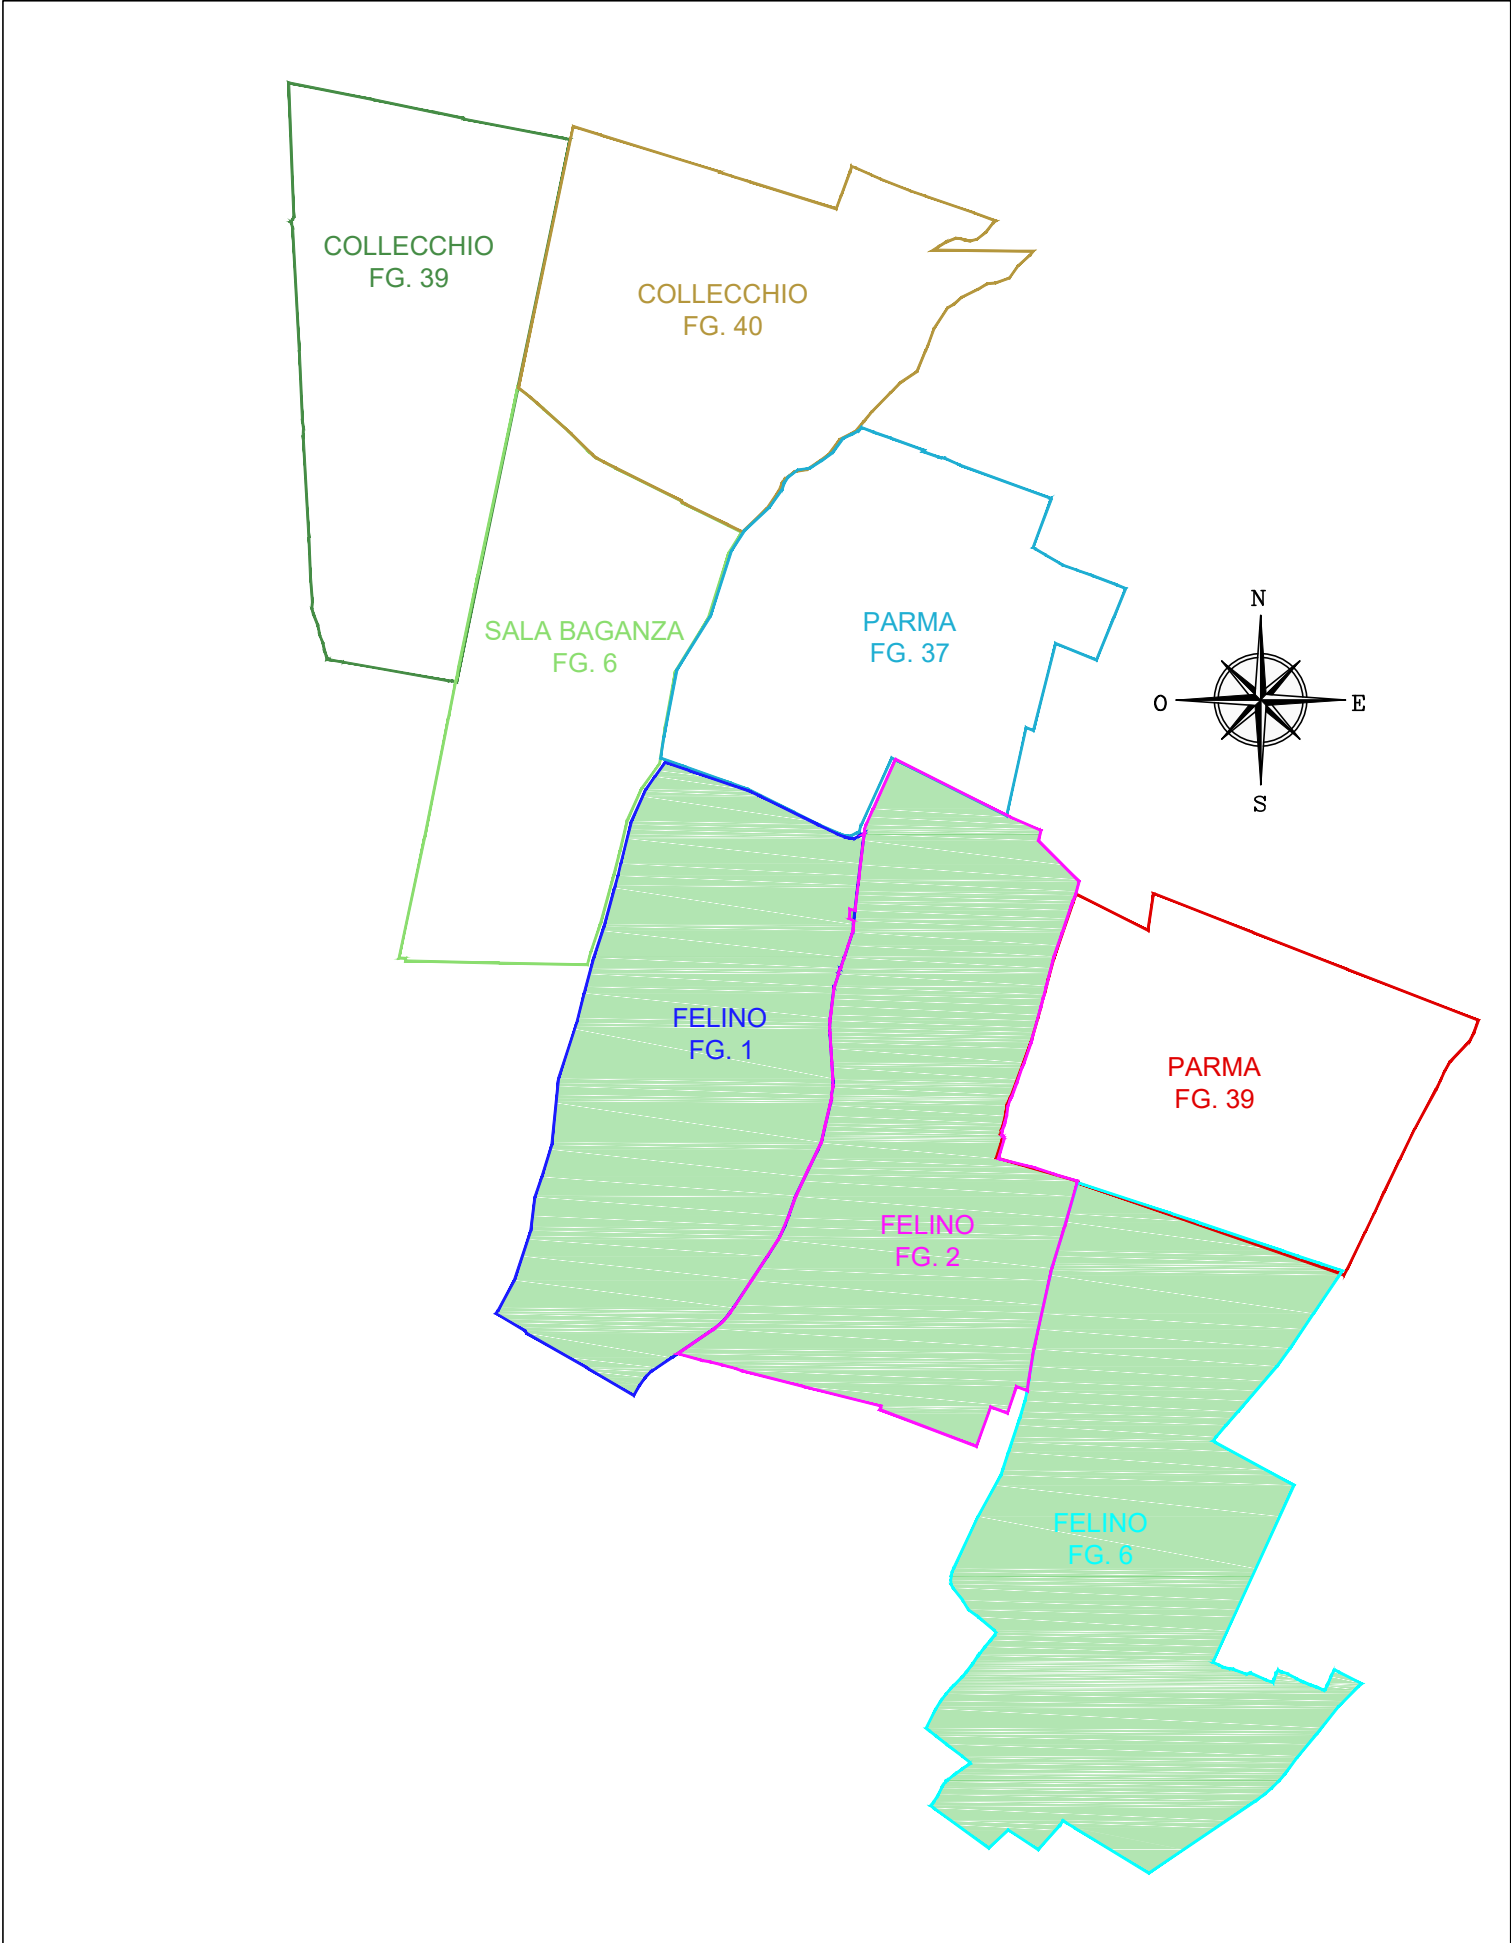 COLLECCHIO
FG. 39
COLLECCHIO
FG. 40
SALA BAGANZA
FG. 6
PARMA
FG. 37
N
O
E
S
FELINO
FG. 1
PARMA
FG. 39
FELINO
FG. 2
FELINO
FG. 6